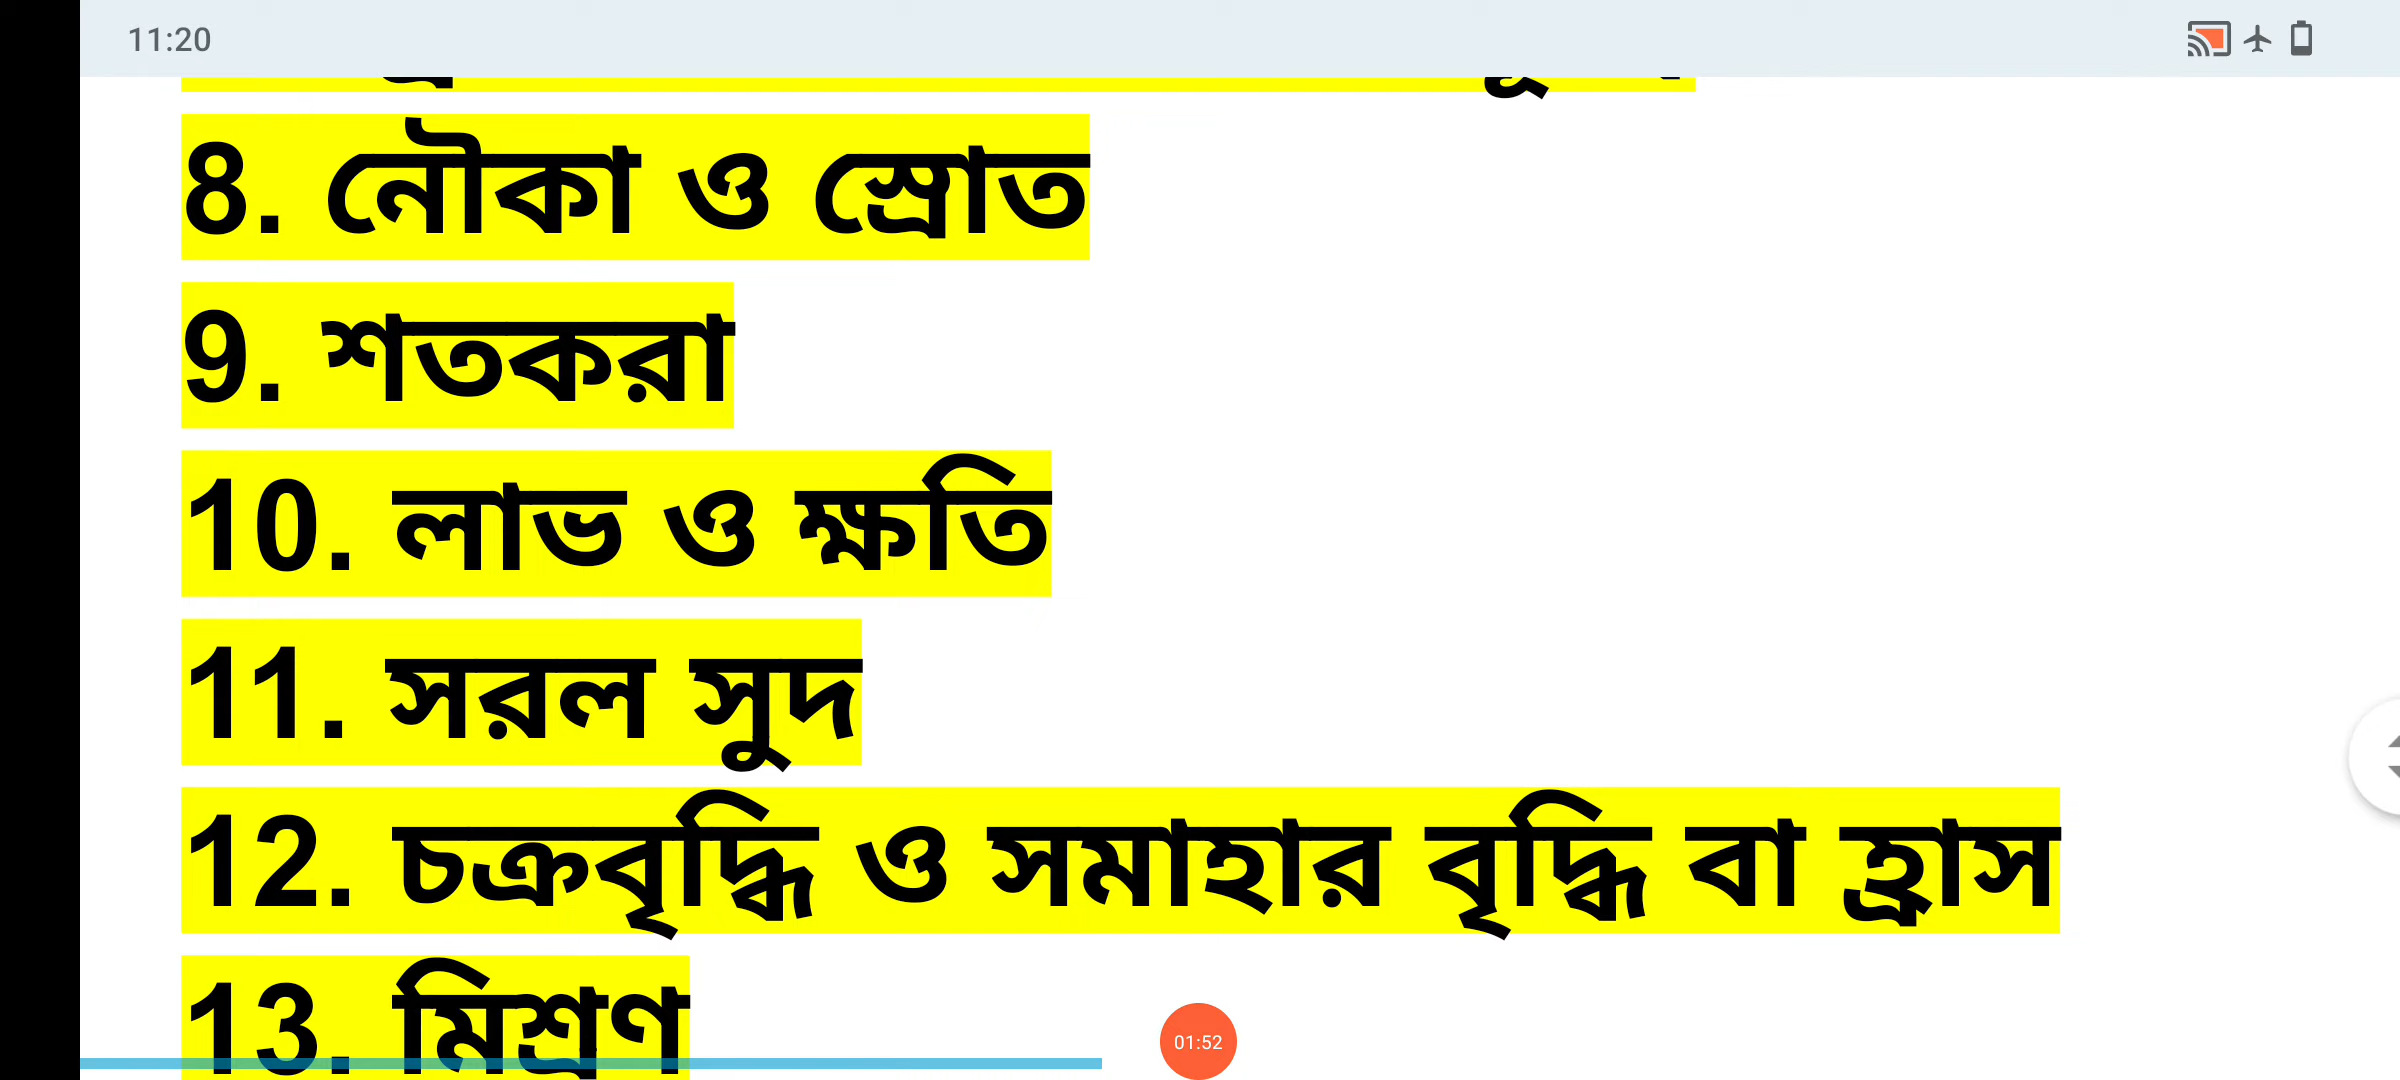 11:20
8. নৌকা ও স্রোত
9. শতকরা
10. লাভ ও ক্ষতি
11. সরল সুদ
12. চক্রবৃদ্ধি ও সমাহার বৃদ্ধি বা হ্রাস
13. মিশ্রণ
01:52